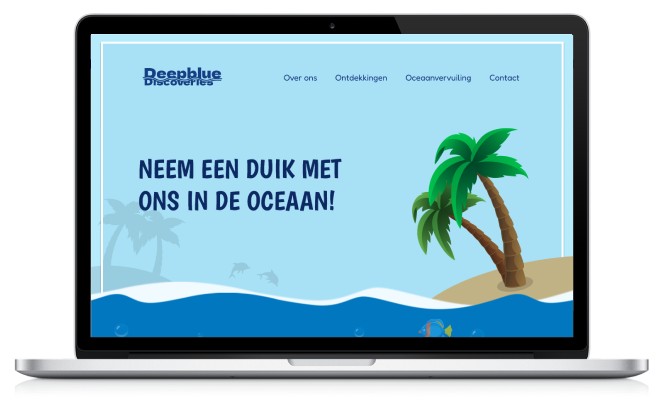 Deepblue
Discoveries
Over ons Ontdekkingen Oceaanvervuiling Contact
NEEM EEN DUIK MET
ONS IN DE OCEAAN!